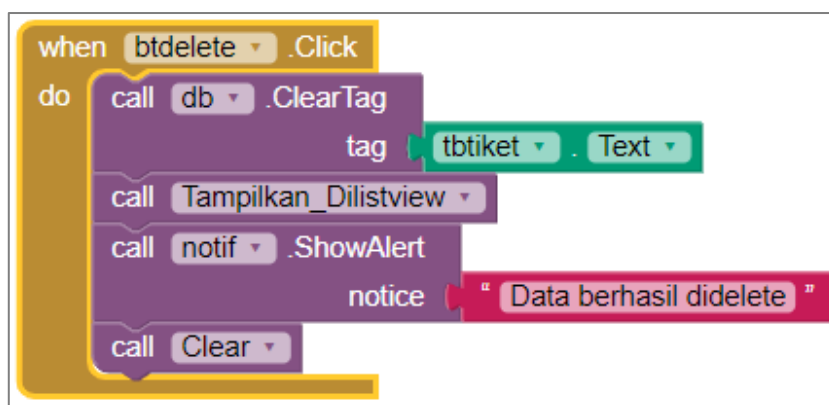 when btdelete .Click
do call db .ClearTag
tag tbtiket . Text
call Tampilkan_Dilistview
call notif .ShowAlert
notice “ Data berhasil didelete ”
call Clear